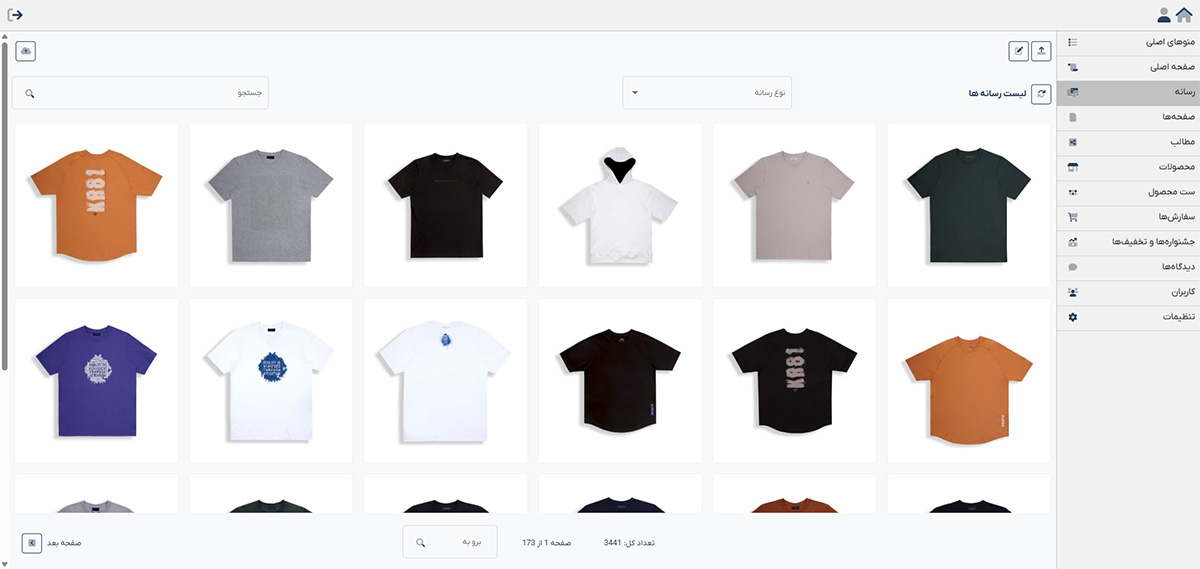 منوهای اصلی
صفحه اصلی
رسانه
صفحه‌ها
مطالب
محصولات
ست محصول
سفارش‌ها
جشنواره‌ها و تخفیف‌ها
دیدگاه‌ها
کاربران
تنظیمات
لیست رسانه ها
نوع رسانه
جستجو
KA81
KA81
تعداد کل: 3441
صفحه 1 از 173
برو به
صفحه بعد